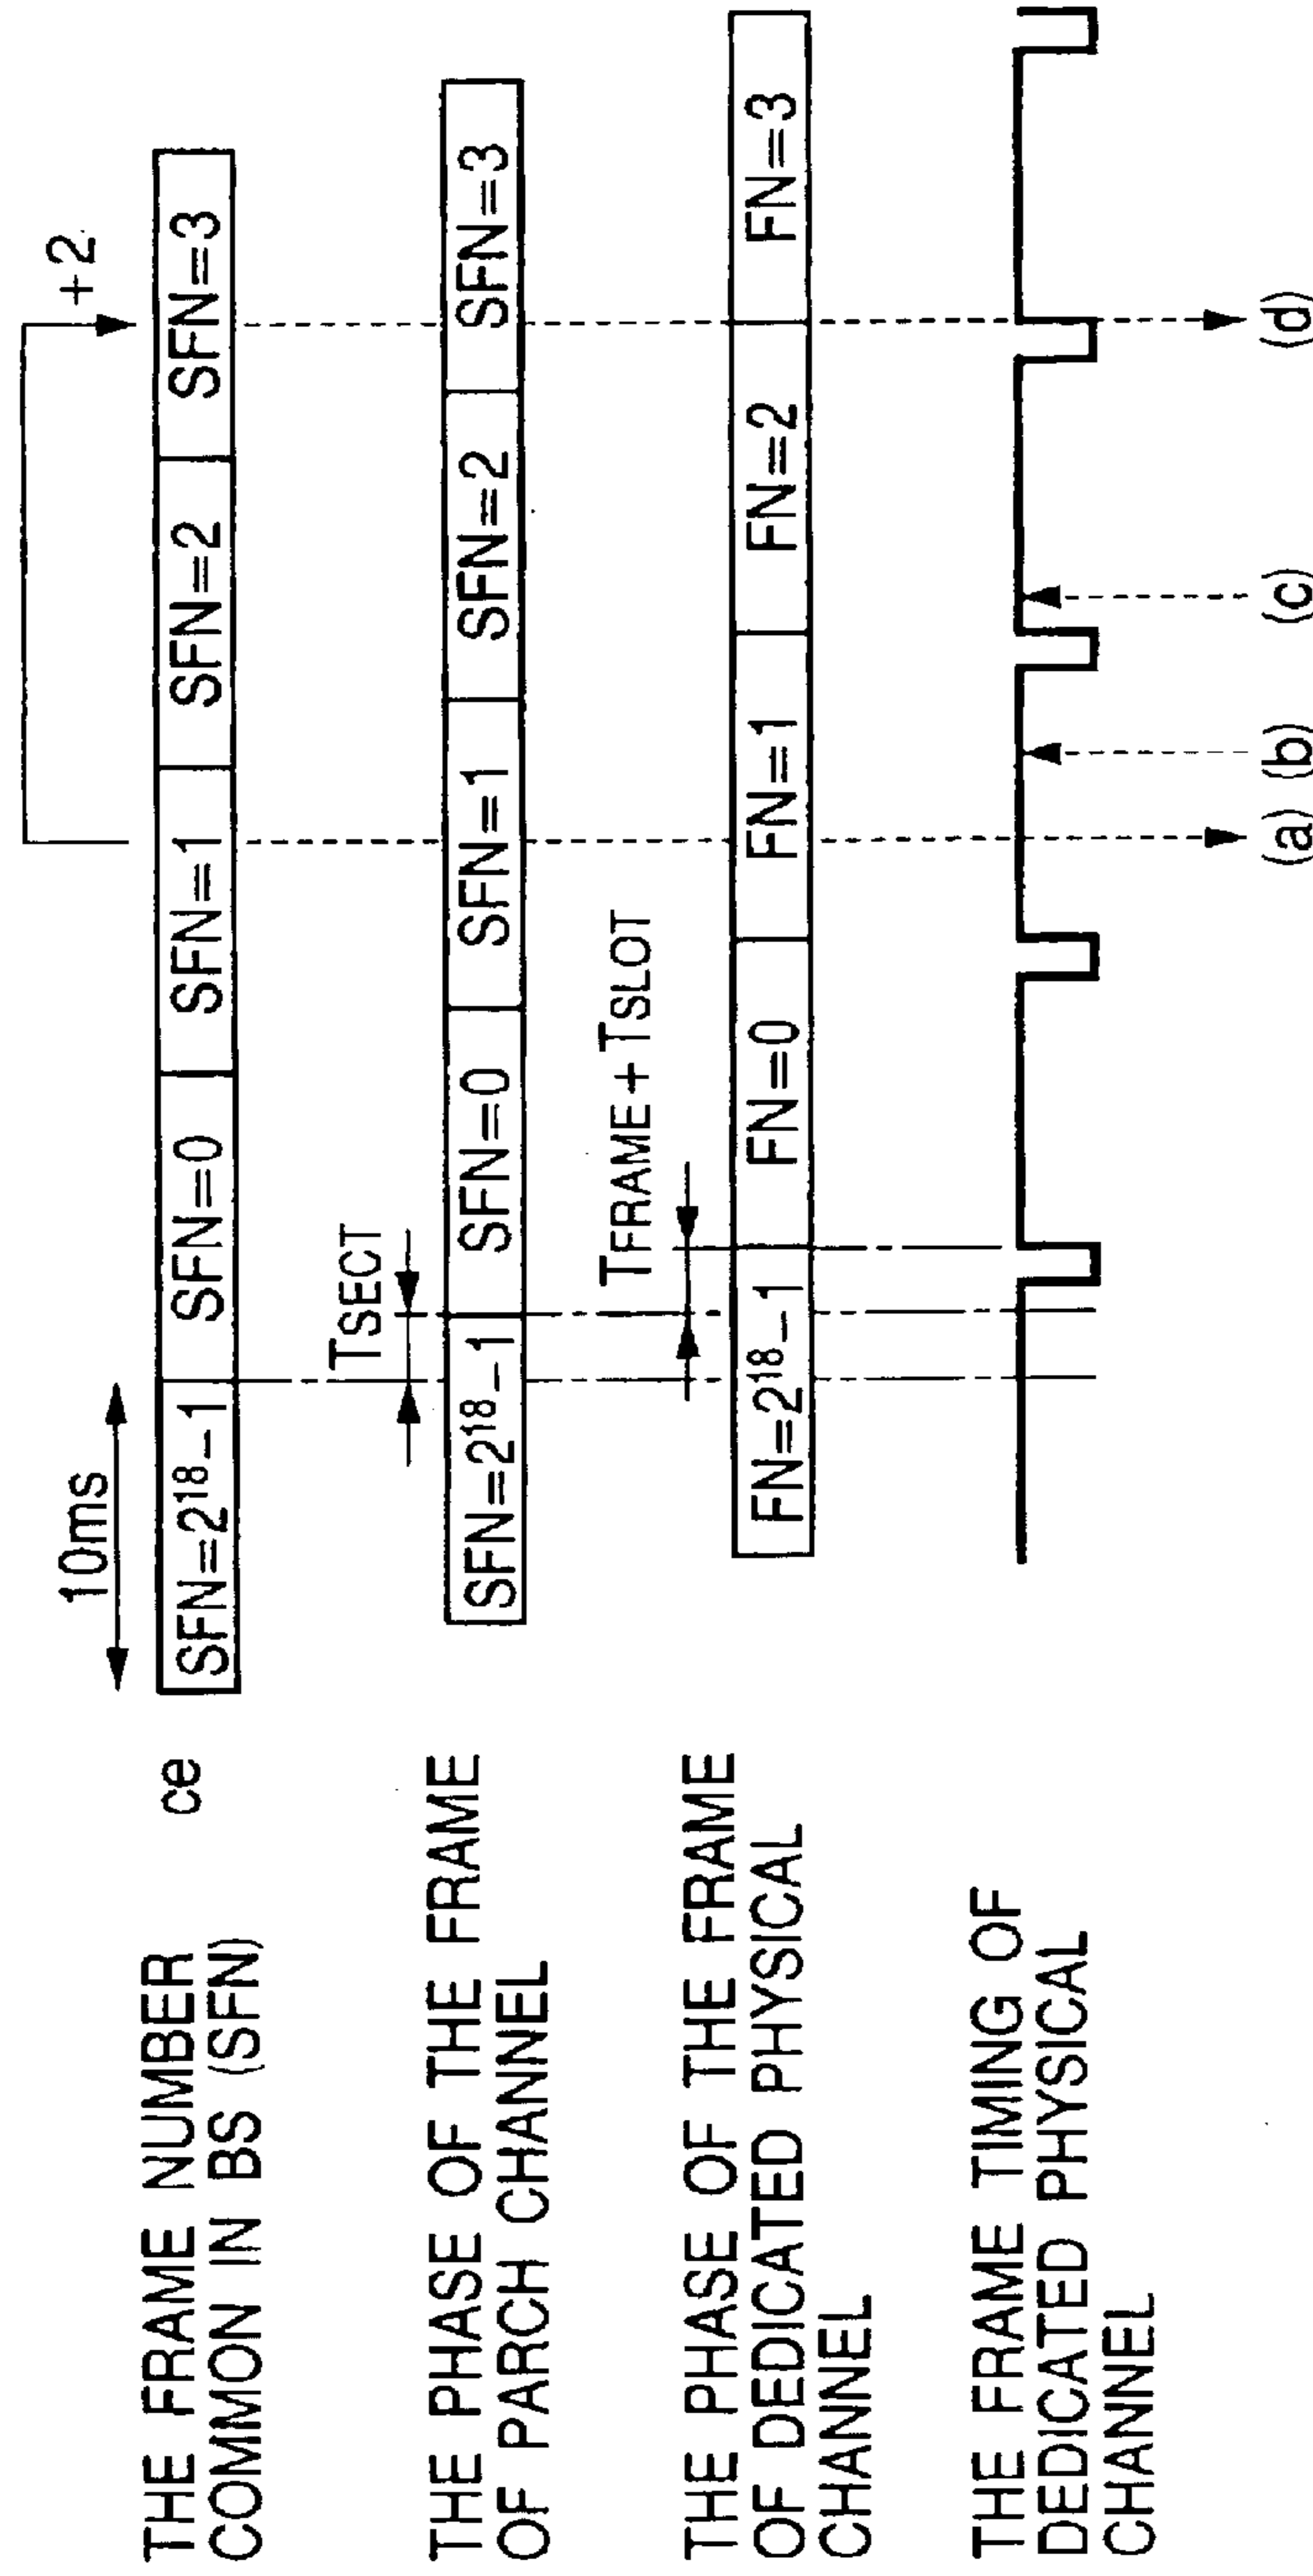 +2
10ms
THE FRAME NUMBER
COMMON IN BS (SFN)
ce
SFN=2¹⁸−1
SFN=0
SFN=1
SFN=2
SFN=3
TSECT
THE PHASE OF THE FRAME
OF PARCH CHANNEL
SFN=2¹⁸−1
SFN=0
SFN=1
SFN=2
SFN=3
TFRAME+TSLOT
THE PHASE OF THE FRAME
OF DEDICATED PHYSICAL
CHANNEL
FN=2¹⁸−1
FN=0
FN=1
FN=2
FN=3
THE FRAME TIMING OF
DEDICATED PHYSICAL
CHANNEL
(a)
(b)
(c)
(d)